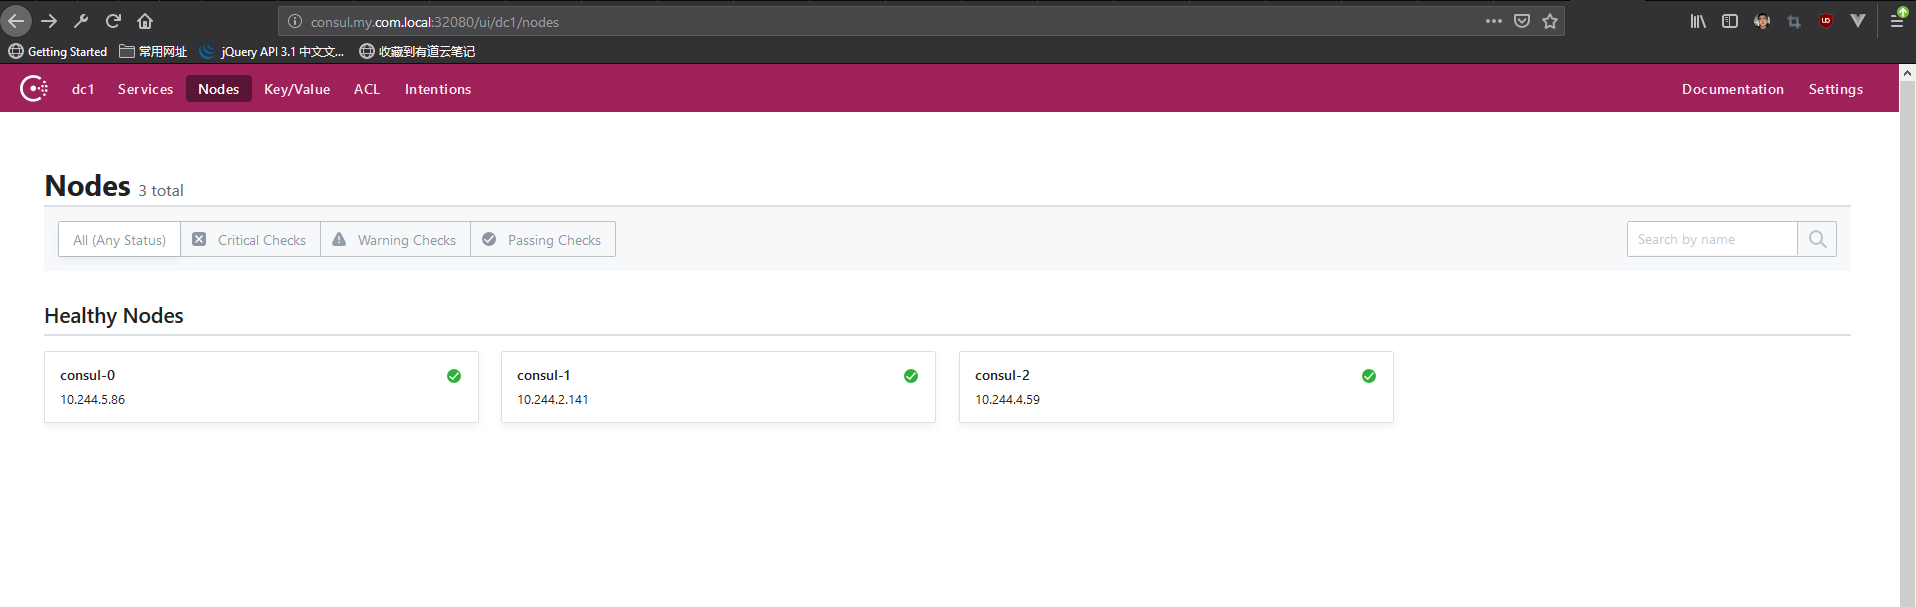 consul.my.com.local:32080/ui/dc1/nodes
Getting Started 常用网址 jQuery API 3.1 中文文... 收藏到有道云笔记
dc1 Services Nodes Key/Value ACL Intentions Documentation Settings
Nodes 3 total
All (Any Status) Critical Checks Warning Checks Passing Checks Search by name
Healthy Nodes
consul-0 consul-1 consul-2
10.244.5.86 10.244.2.141 10.244.4.59